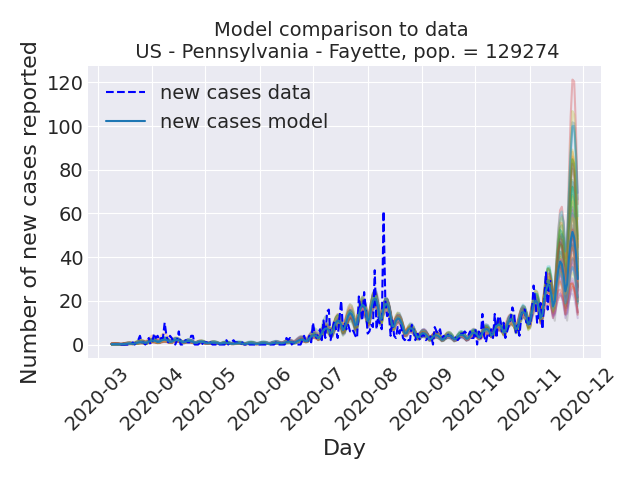 Model comparison to data
US - Pennsylvania - Fayette, pop. = 129274
Number of new cases reported
120
100
80
60
40
20
0
new cases data
new cases model
2020-03
2020-04
2020-05
2020-06
2020-07
2020-08
2020-09
2020-10
2020-11
2020-12
Day